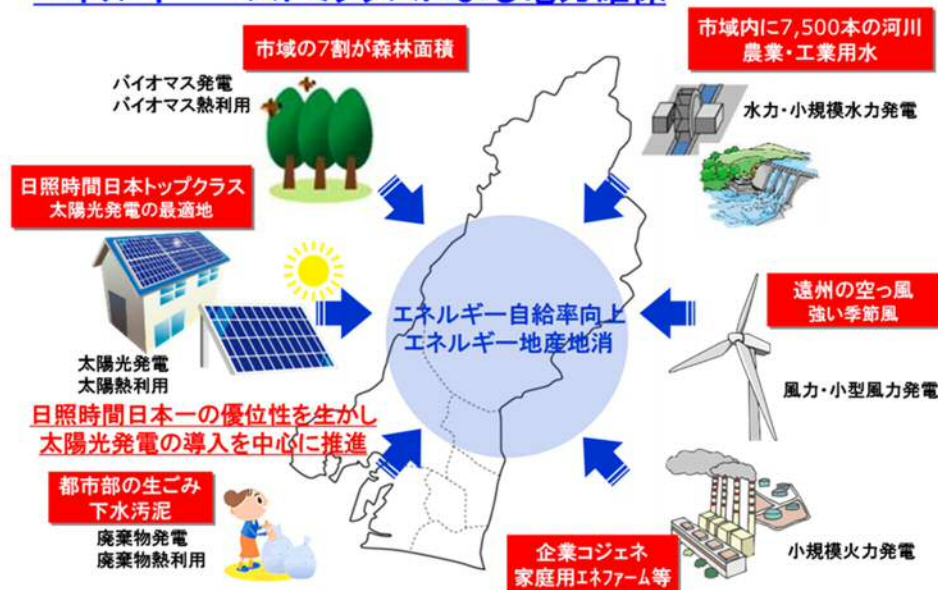 市域の7割が森林面積
バイオマス発電
バイオマス熱利用
市域内に7,500本の河川
農業・工業用水
水力・小規模水力発電
日照時間日本トップクラス
太陽光発電の最適地
太陽光発電
太陽熱利用
日照時間日本一の優位性を生かし
太陽光発電の導入を中心に推進
エネルギー自給率向上
エネルギー地産地消
遠州の空っ風
強い季節風
風力・小型風力発電
都市部の生ごみ
下水汚泥
廃棄物発電
廃棄物熱利用
企業コジェネ
家庭用エネファーム等
小規模火力発電